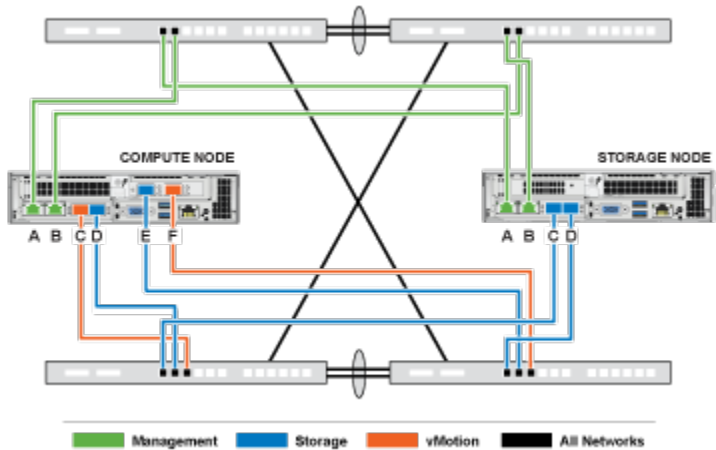 COMPUTE NODE
STORAGE NODE
A B C D E F
A B C D
Management Storage vMotion All Networks